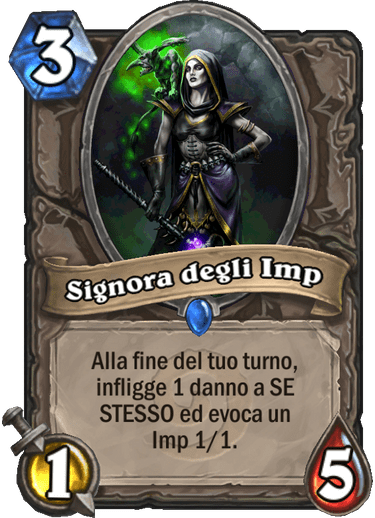 3
Signora degli Imp
Alla fine del tuo turno,
infligge 1 danno a SE
STESSO ed evoca un
Imp 1/1.
1
5